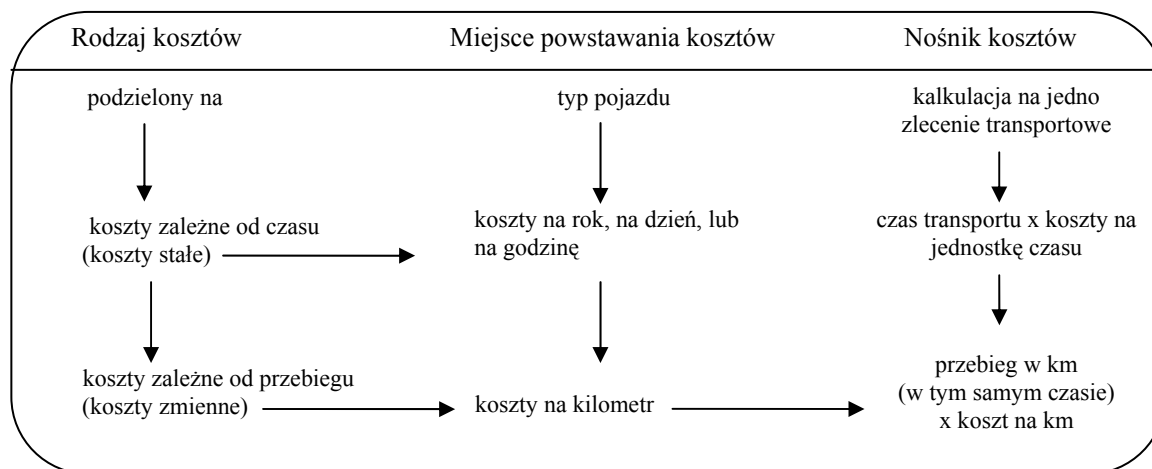 Rodzaj kosztów
Miejsce powstawania kosztów
Nośnik kosztów
podzielony na
typ pojazdu
kalkulacja na jedno
zlecenie transportowe
koszty zależne od czasu
(koszty stałe)
koszty na rok, na dzień, lub
na godzinę
czas transportu x koszty na
jednostkę czasu
koszty zależne od przebiegu
(koszty zmienne)
koszty na kilometr
przebieg w km
(w tym samym czasie)
x koszt na km